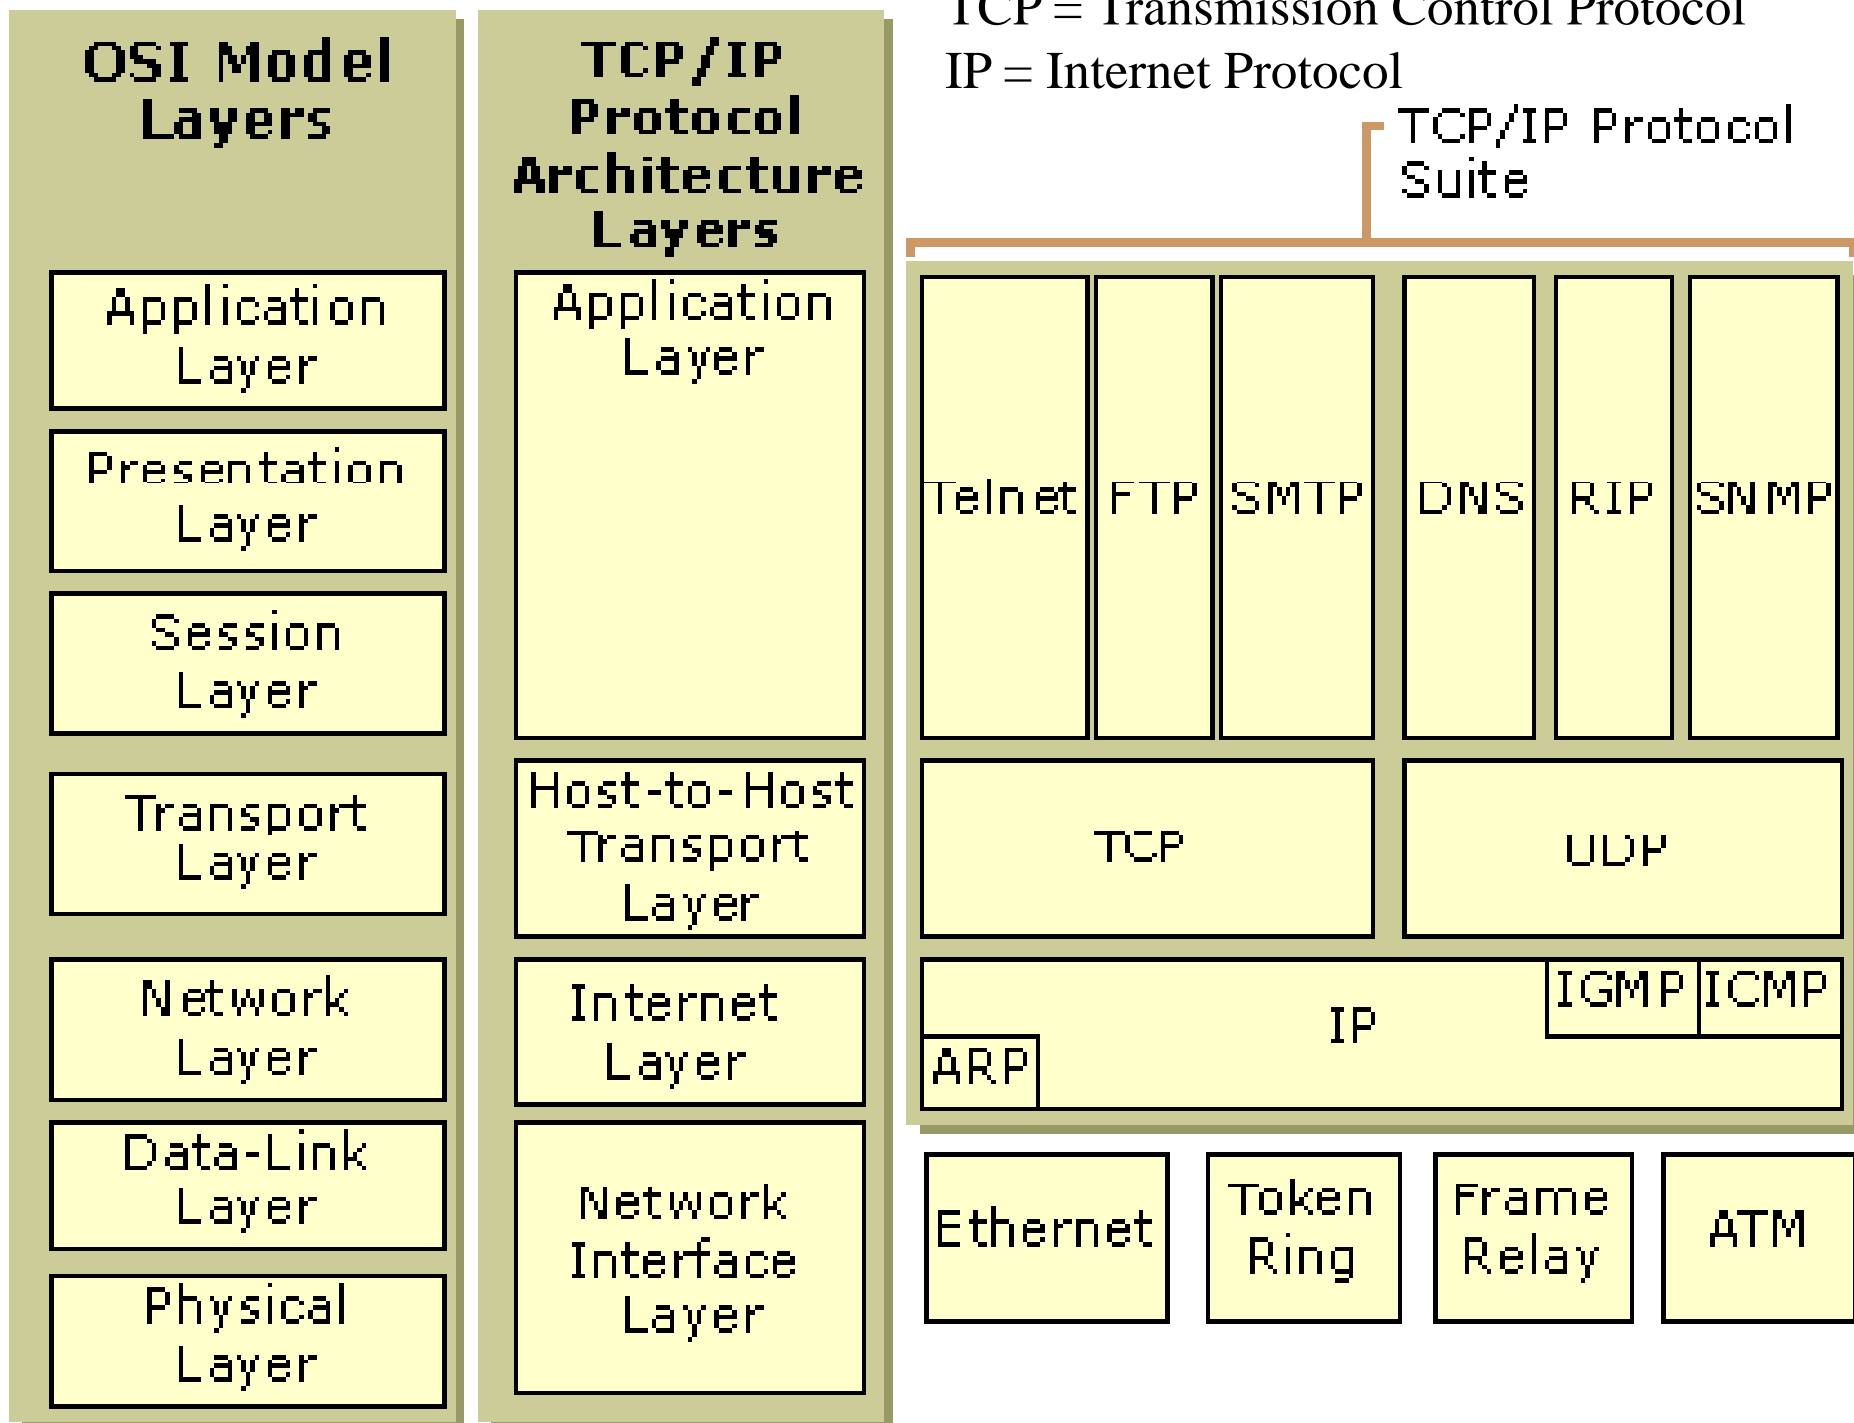 TCP = Transmission Control Protocol
IP = Internet Protocol
OSI Model
Layers
TCP/IP
Protocol
Architecture
Layers
TCP/IP Protocol
Suite
Application
Layer
Presentation
Layer
Session
Layer
Transport
Layer
Network
Layer
Data-Link
Layer
Physical
Layer
Application
Layer
Host-to-Host
Transport
Layer
Internet
Layer
Network
Interface
Layer
Telnet FTP SMTP DNS RIP SNMP
TCP UDP
IGMP ICMP
IP
ARP
Ethernet
Token
Ring
Frame
Relay
ATM